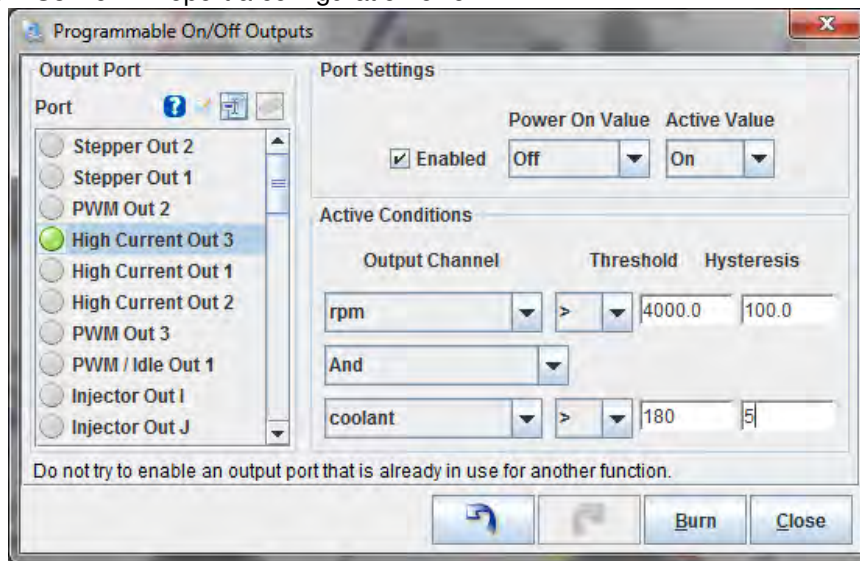 Programmable On/Off Outputs
Output Port
Port
Stepper Out 2
Stepper Out 1
PWM Out 2
High Current Out 3
High Current Out 1
High Current Out 2
PWM Out 3
PWM / Idle Out 1
Injector Out I
Injector Out J
Port Settings
Power On Value Active Value
Enabled Off On
Active Conditions
Output Channel Threshold Hysteresis
rpm > 4000.0 100.0
And
coolant > 180 5
Do not try to enable an output port that is already in use for another function.
Burn Close